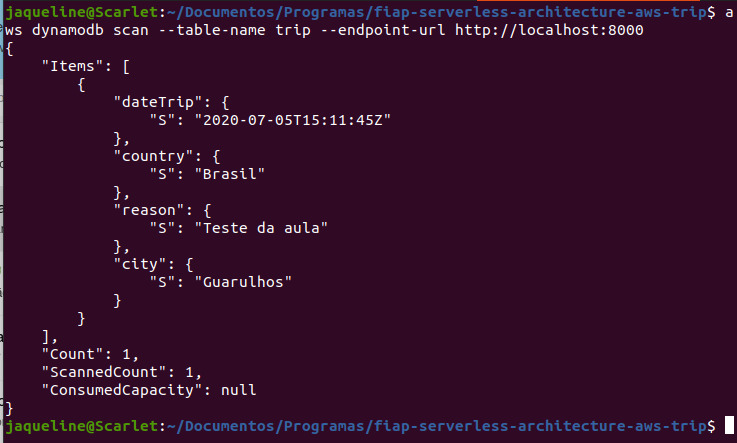 jaqueline@Scarlet:~/Documentos/Programas/fiap-serverless-architecture-aws-trip$ a
ws dynamodb scan --table-name trip --endpoint-url http://localhost:8000
{
    "Items": [
        {
            "dateTrip": {
                "S": "2020-07-05T15:11:45Z"
            },
            "country": {
                "S": "Brasil"
            },
            "reason": {
                "S": "Teste da aula"
            },
            "city": {
                "S": "Guarulhos"
            }
        }
    ],
    "Count": 1,
    "ScannedCount": 1,
    "ConsumedCapacity": null
}
jaqueline@Scarlet:~/Documentos/Programas/fiap-serverless-architecture-aws-trip$